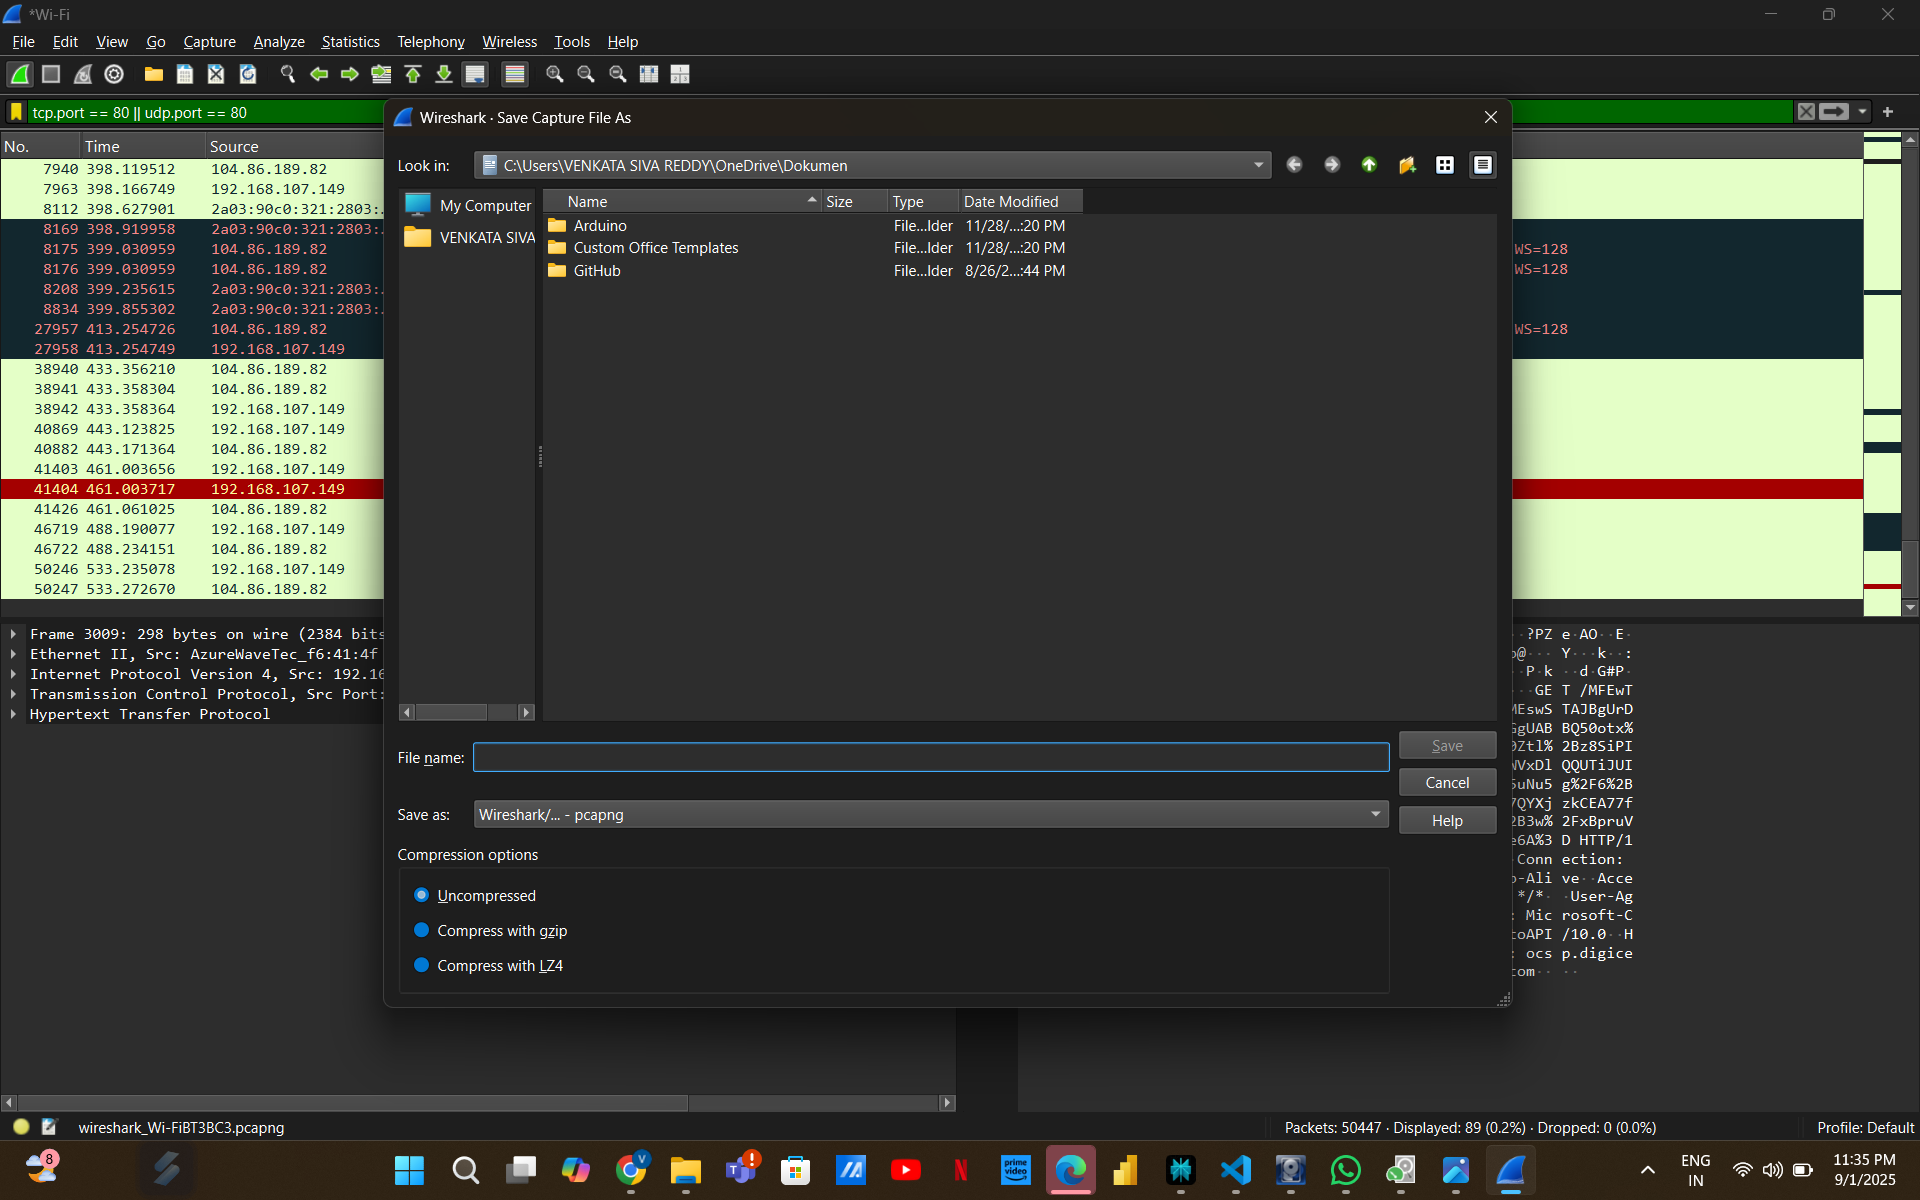 *Wi-Fi
File Edit View Go Capture Analyze Statistics Telephony Wireless Tools Help
tcp.port == 80 || udp.port == 80
Wireshark · Save Capture File As
No. Time Source
7940 398.119512 104.86.189.82
7963 398.166749 192.168.107.149
8112 398.627901 2a03:90c0:321:2803:.
8169 398.919958 2a03:90c0:321:2803:.
8175 399.030959 104.86.189.82 WS=128
8176 399.030959 104.86.189.82 WS=128
8208 399.235615 2a03:90c0:321:2803:.
8834 399.855302 2a03:90c0:321:2803:.
27957 413.254726 104.86.189.82 WS=128
27958 413.254749 192.168.107.149
38940 433.356210 104.86.189.82
38941 433.358304 104.86.189.82
38942 433.358364 192.168.107.149
40869 443.123825 192.168.107.149
40882 443.171364 104.86.189.82
41403 461.003656 192.168.107.149
41404 461.003717 192.168.107.149
41426 461.061025 104.86.189.82
46719 488.190077 192.168.107.149
46722 488.234151 104.86.189.82
50246 533.235078 192.168.107.149
50247 533.272670 104.86.189.82
Look in: C:\Users\VENKATA SIVA REDDY\OneDrive\Dokumen
My Computer
VENKATA SIVA
Name Size Type Date Modified
Arduino File...lder 11/28/...:20 PM
Custom Office Templates File...lder 11/28/...:20 PM
GitHub File...lder 8/26/2...:44 PM
File name:
Save
Cancel
Save as: Wireshark/... - pcapng
Help
Compression options
Uncompressed
Compress with gzip
Compress with LZ4
Frame 3009: 298 bytes on wire (2384 bits
Ethernet II, Src: AzureWaveTec_f6:41:4f
Internet Protocol Version 4, Src: 192.16
Transmission Control Protocol, Src Port:
Hypertext Transfer Protocol
··?PZ e·AO··E·
@··· Y···k··:
··P·k ··d·G#P·
···GE T /MFEwT
MEswS TAJBgUrD
GgUAB BQ50otx%
Ztl% 2Bz8SiPI
VxDl QQUTiJUI
uNu5 g%2F6%2B
QYXj zkCEA77f
2B3w% 2FxBpruV
e6A%3 D HTTP/1
·Conn ection:
-Ali ve··Acce
*/*· ·User-Ag
: Mic rosoft-C
toAPI /10.0··H
: ocs p.digice
com·· ··
wireshark_Wi-FiBT3BC3.pcapng
Packets: 50447 · Displayed: 89 (0.2%) · Dropped: 0 (0.0%)
Profile: Default
8
V
T
N
prime video
ENG
IN
11:35 PM
9/1/2025